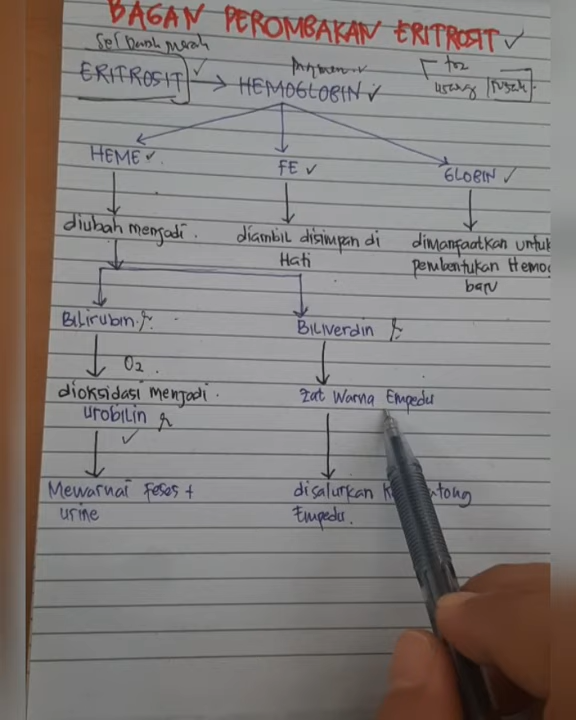 BAGAN PEROMBAKAN ERITROSIT ✓
Sel Darah merah
ERITROSIT ✓ → HEMOGLOBIN ✓
HEME ✓
FE ✓
GLOBIN ✓
diubah menjadi.
diambil disimpan di
Hati
dimanfaatkan untuk
pembentukan Hemo
baru
Bilirubin
Biliverdin
O2
dioksidasi menjadi.
urobilin
✓
zat warna Empedu
Mewarnai Feses +
urine
disalurkan
Empedu.